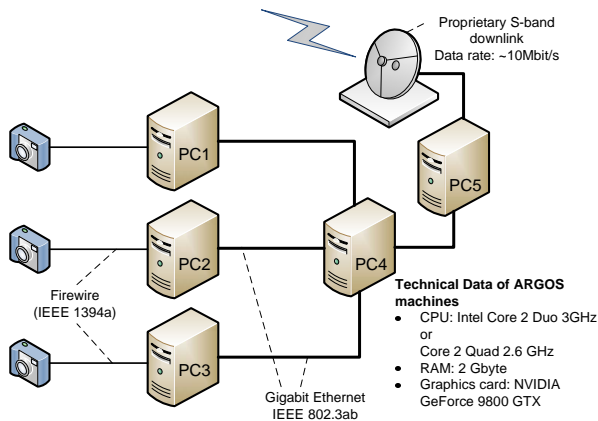 Proprietary S-band
downlink
Data rate: ~10Mbit/s
PC1
PC5
PC2
PC4
Firewire
(IEEE 1394a)
PC3
Gigabit Ethernet
IEEE 802.3ab
Technical Data of ARGOS
machines
• CPU: Intel Core 2 Duo 3GHz
or
Core 2 Quad 2.6 GHz
• RAM: 2 Gbyte
• Graphics card: NVIDIA
GeForce 9800 GTX